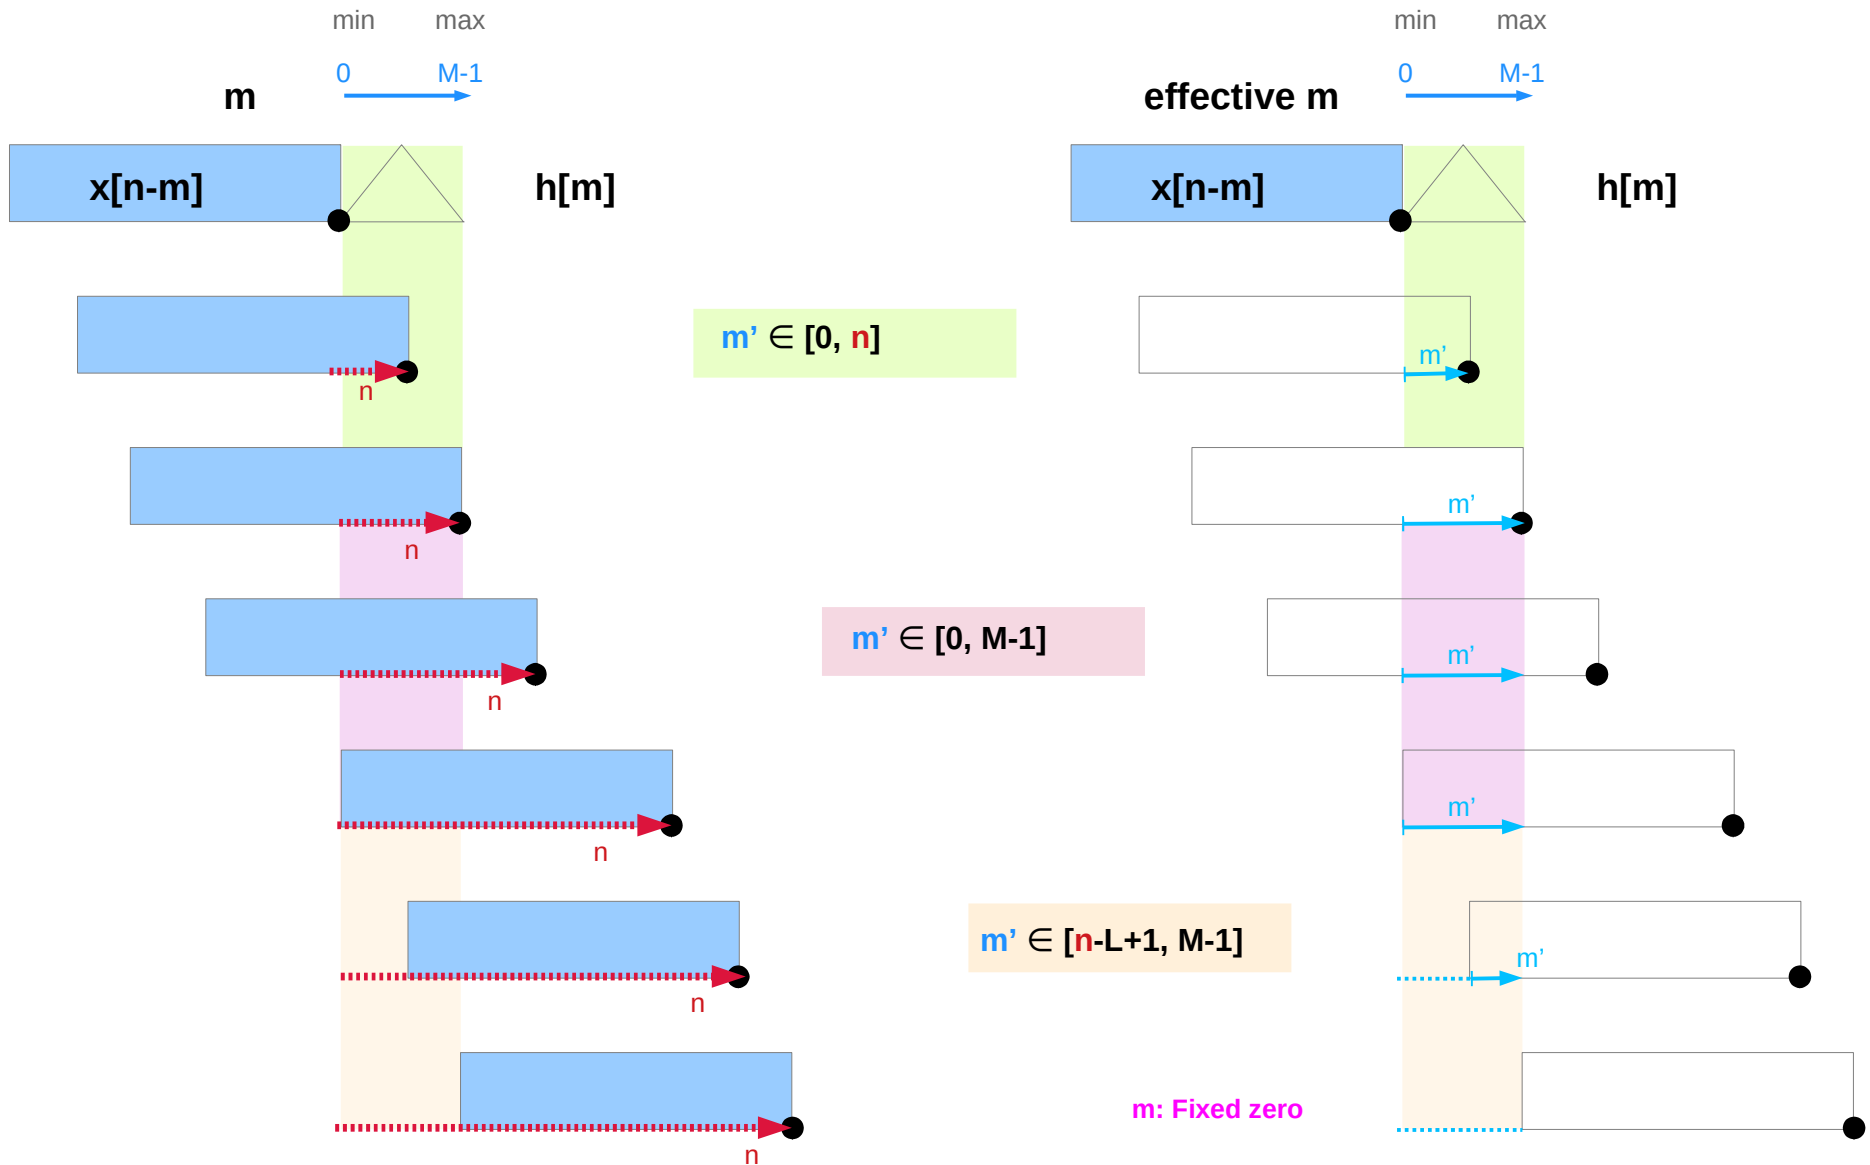 min max min max
0 M-1 0 M-1
m effective m
x[n-m] h[m] x[n-m] h[m]
m’ ∈ [0, n]
m’
n
m’
n
m’ ∈ [0, M-1]
m’
n
m’
n
m’ ∈ [n-L+1, M-1]
m’
n
m: Fixed zero
n